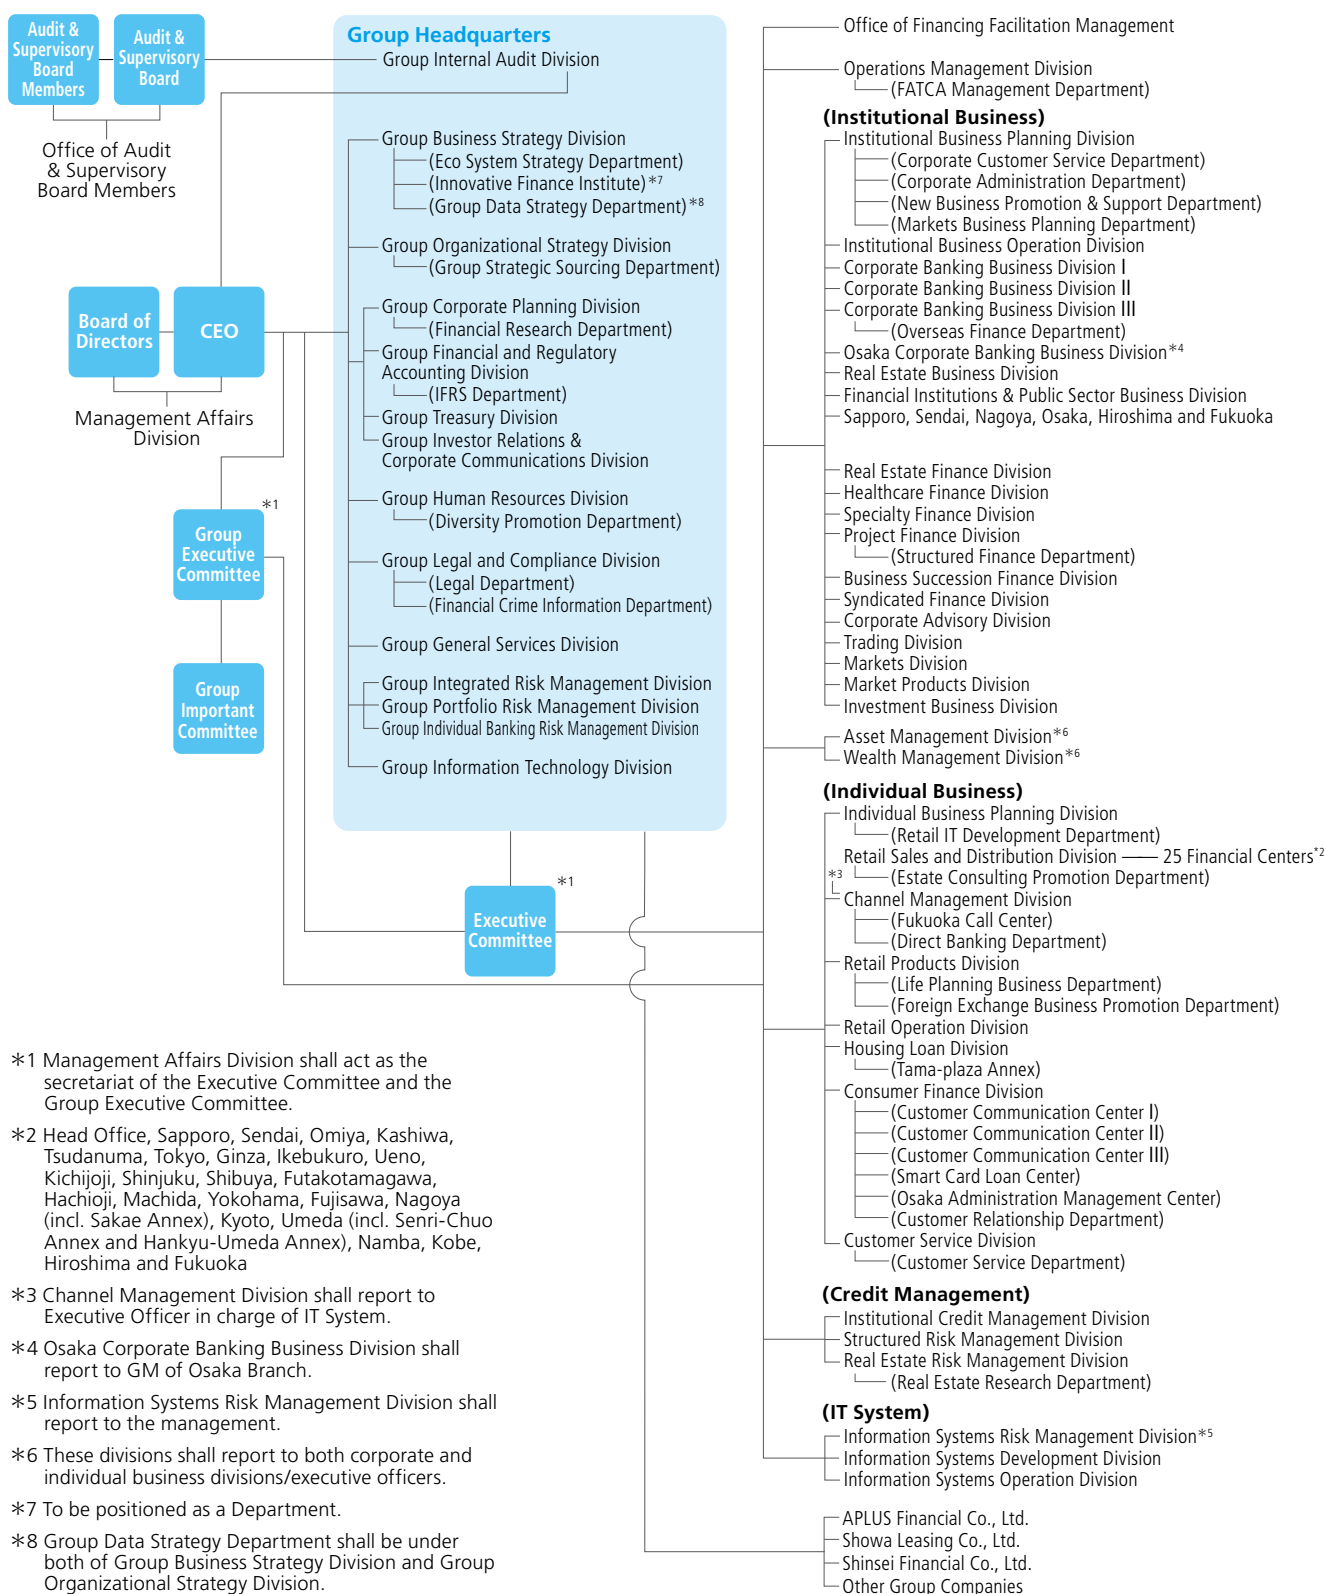 Audit &
Supervisory
Board
Members
Audit &
Supervisory
Board
Office of Audit
& Supervisory
Board Members
Board of
Directors
CEO
Management Affairs
Division
*1
Group
Executive
Committee
Group
Important
Committee
Group Headquarters
Group Internal Audit Division
Group Business Strategy Division
(Eco System Strategy Department)
(Innovative Finance Institute)*7
(Group Data Strategy Department)*8
Group Organizational Strategy Division
(Group Strategic Sourcing Department)
Group Corporate Planning Division
(Financial Research Department)
Group Financial and Regulatory
Accounting Division
(IFRS Department)
Group Treasury Division
Group Investor Relations &
Corporate Communications Division
Group Human Resources Division
(Diversity Promotion Department)
Group Legal and Compliance Division
(Legal Department)
(Financial Crime Information Department)
Group General Services Division
Group Integrated Risk Management Division
Group Portfolio Risk Management Division
Group Individual Banking Risk Management Division
Group Information Technology Division
*1
Executive
Committee
Office of Financing Facilitation Management
Operations Management Division
(FATCA Management Department)
(Institutional Business)
Institutional Business Planning Division
(Corporate Customer Service Department)
(Corporate Administration Department)
(New Business Promotion & Support Department)
(Markets Business Planning Department)
Institutional Business Operation Division
Corporate Banking Business Division I
Corporate Banking Business Division II
Corporate Banking Business Division III
(Overseas Finance Department)
Osaka Corporate Banking Business Division*4
Real Estate Business Division
Financial Institutions & Public Sector Business Division
Sapporo, Sendai, Nagoya, Osaka, Hiroshima and Fukuoka
Real Estate Finance Division
Healthcare Finance Division
Specialty Finance Division
Project Finance Division
(Structured Finance Department)
Business Succession Finance Division
Syndicated Finance Division
Corporate Advisory Division
Trading Division
Markets Division
Market Products Division
Investment Business Division
Asset Management Division*6
Wealth Management Division*6
(Individual Business)
Individual Business Planning Division
(Retail IT Development Department)
Retail Sales and Distribution Division 25 Financial Centers*2
*3 (Estate Consulting Promotion Department)
Channel Management Division
(Fukuoka Call Center)
(Direct Banking Department)
Retail Products Division
(Life Planning Business Department)
(Foreign Exchange Business Promotion Department)
Retail Operation Division
Housing Loan Division
(Tama-plaza Annex)
Consumer Finance Division
(Customer Communication Center I)
(Customer Communication Center II)
(Customer Communication Center III)
(Smart Card Loan Center)
(Osaka Administration Management Center)
(Customer Relationship Department)
Customer Service Division
(Customer Service Department)
(Credit Management)
Institutional Credit Management Division
Structured Risk Management Division
Real Estate Risk Management Division
(Real Estate Research Department)
(IT System)
Information Systems Risk Management Division*5
Information Systems Development Division
Information Systems Operation Division
APLUS Financial Co., Ltd.
Showa Leasing Co., Ltd.
Shinsei Financial Co., Ltd.
Other Group Companies
*1 Management Affairs Division shall act as the
secretariat of the Executive Committee and the
Group Executive Committee.
*2 Head Office, Sapporo, Sendai, Omiya, Kashiwa,
Tsudanuma, Tokyo, Ginza, Ikebukuro, Ueno,
Kichijoji, Shinjuku, Shibuya, Futakotamagawa,
Hachioji, Machida, Yokohama, Fujisawa, Nagoya
(incl. Sakae Annex), Kyoto, Umeda (incl. Senri-Chuo
Annex and Hankyu-Umeda Annex), Namba, Kobe,
Hiroshima and Fukuoka
*3 Channel Management Division shall report to
Executive Officer in charge of IT System.
*4 Osaka Corporate Banking Business Division shall
report to GM of Osaka Branch.
*5 Information Systems Risk Management Division shall
report to the management.
*6 These divisions shall report to both corporate and
individual business divisions/executive officers.
*7 To be positioned as a Department.
*8 Group Data Strategy Department shall be under
both of Group Business Strategy Division and Group
Organizational Strategy Division.